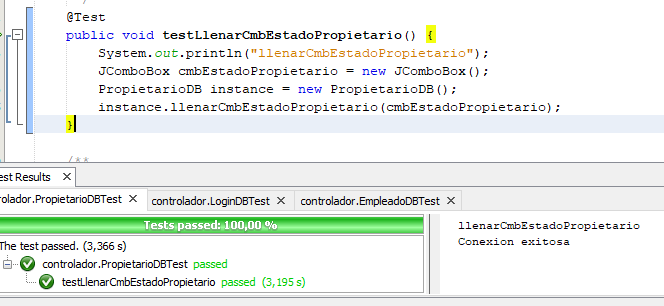 @Test
public void testLlenarCmbEstadoPropietario() {
System.out.println("llenarCmbEstadoPropietario");
JComboBox cmbEstadoPropietario = new JComboBox();
PropietarioDB instance = new PropietarioDB();
instance.llenarCmbEstadoPropietario(cmbEstadoPropietario);
}
/**
est Results
rolador.PropietarioDBTest
controlador.LoginDBTest
controlador.EmpleadoDBTest
Tests passed: 100,00 %
The test passed. (3,366 s)
controlador.PropietarioDBTest passed
testLlenarCmbEstadoPropietario passed (3,195 s)
llenarCmbEstadoPropietario
Conexion exitosa